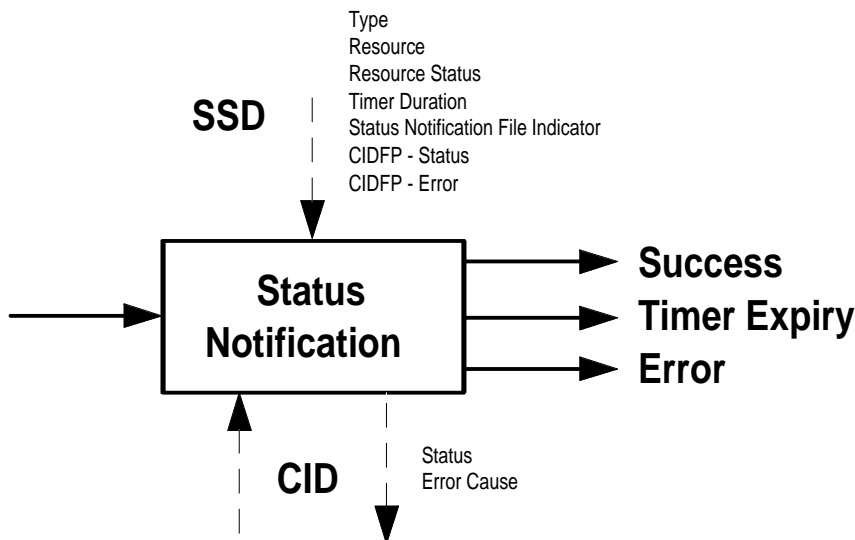 Type
Resource
Resource Status
Timer Duration
Status Notification File Indicator
CIDFP - Status
CIDFP - Error
SSD
Status
Notification
Success
Timer Expiry
Error
CID
Status
Error Cause